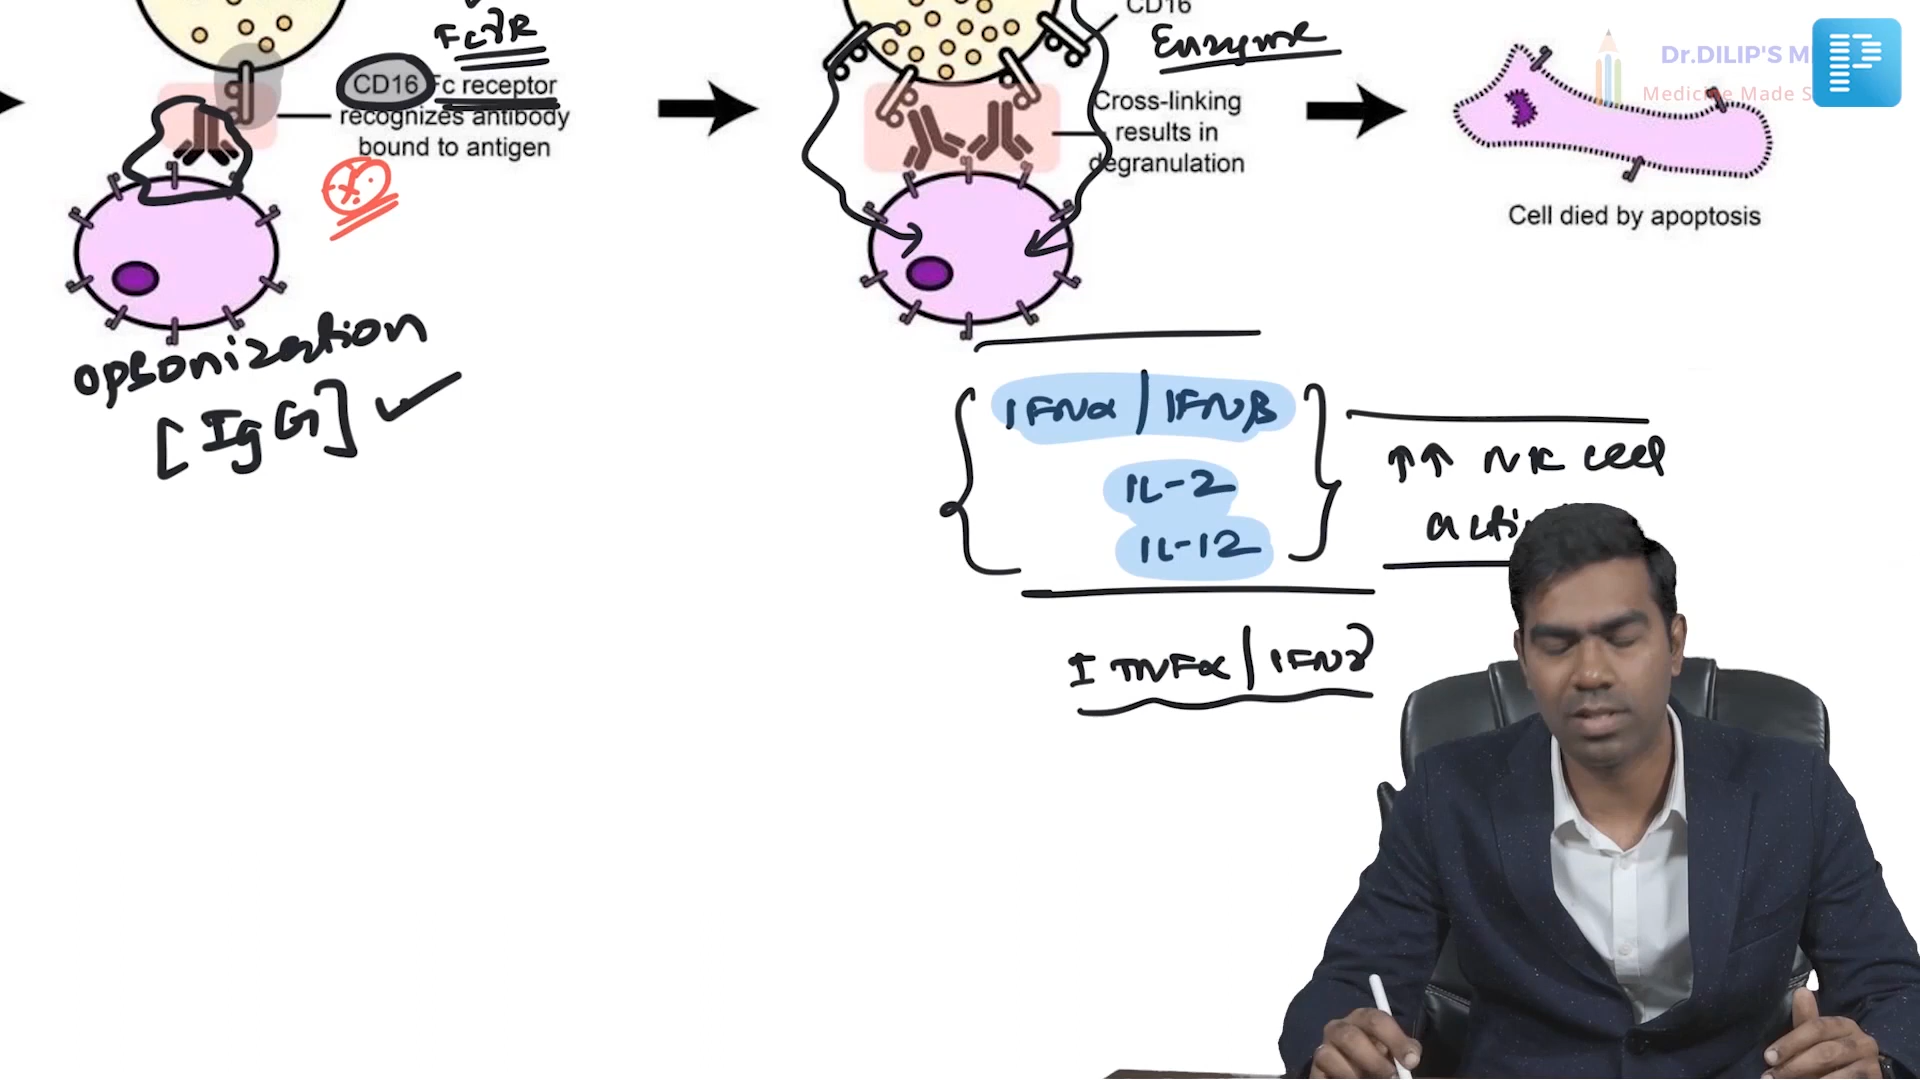 CD16
FcγR
Enzyme
Dr.DILIP'S M
Medicine Made S
CD16 Fc receptor
recognizes antibody
bound to antigen
Cross-linking
results in
degranulation
Cell died by apoptosis
opsonization
[IgG] ✓
IFNα | IFNβ
IL-2
IL-12
↑↑ NK cell
I TNFα | IFNγ